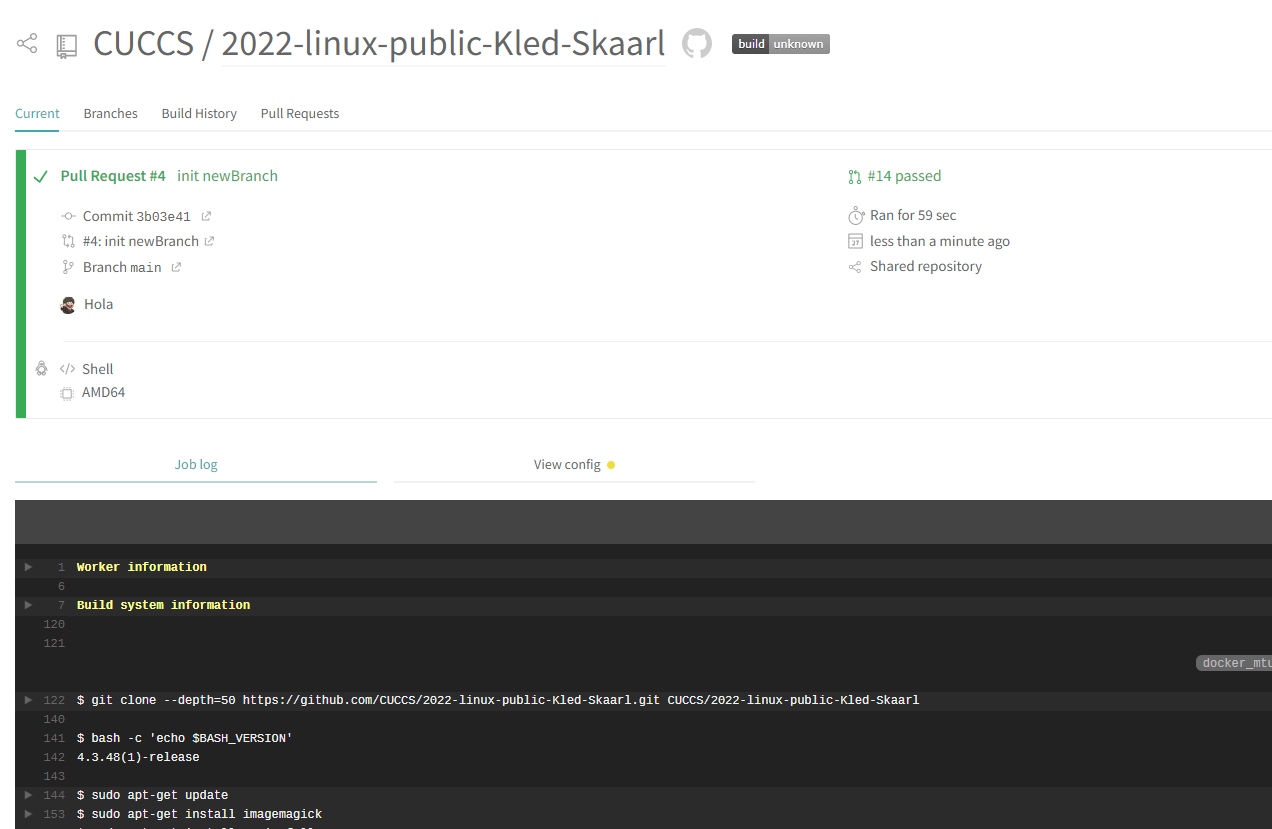 CUCCS / 2022-linux-public-Kled-Skaarl build unknown
Current Branches Build History Pull Requests
Pull Request #4 init newBranch
#14 passed
Commit 3b03e41
Ran for 59 sec
#4: init newBranch
less than a minute ago
Branch main
Shared repository
Hola
Shell
AMD64
Job log View config
1 Worker information
6
7 Build system information
120
121
docker_mtu
122 $ git clone --depth=50 https://github.com/CUCCS/2022-linux-public-Kled-Skaarl.git CUCCS/2022-linux-public-Kled-Skaarl
140
141 $ bash -c 'echo $BASH_VERSION'
142 4.3.48(1)-release
143
144 $ sudo apt-get update
153 $ sudo apt-get install imagemagick